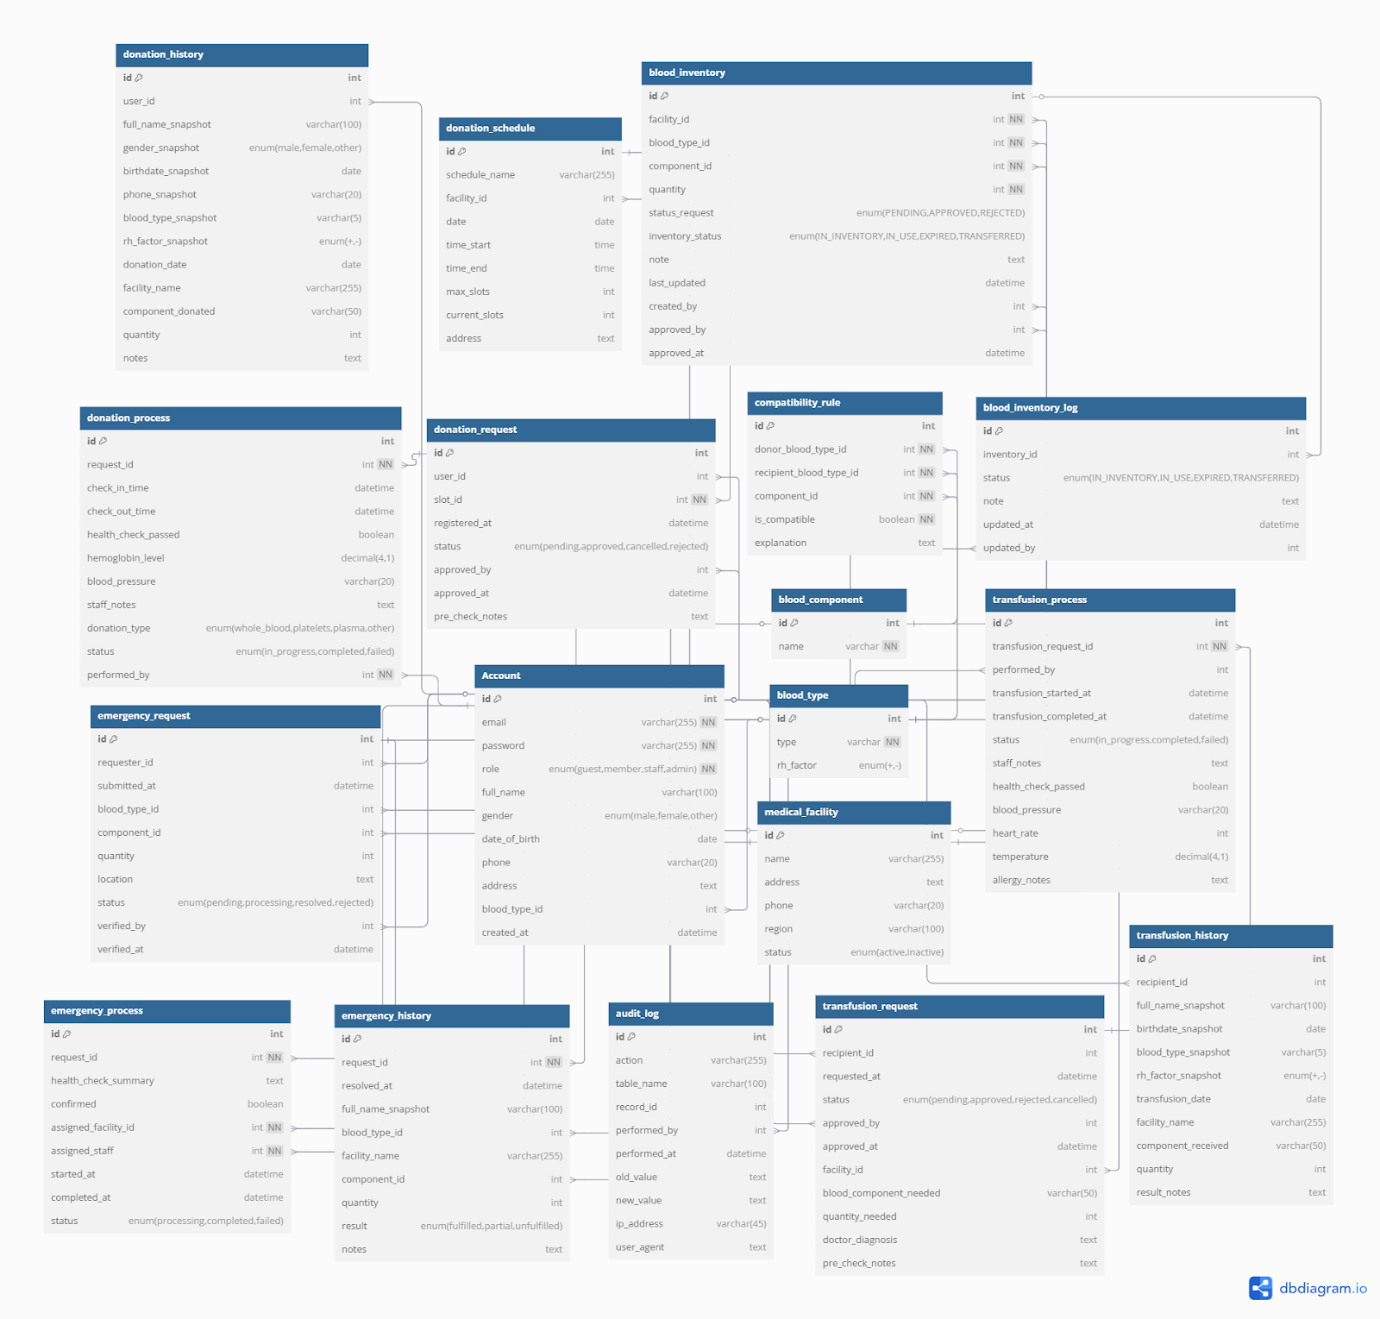 donation_history
id int
user_id int
full_name_snapshot varchar(100)
gender_snapshot enum(male,female,other)
birthdate_snapshot date
phone_snapshot varchar(20)
blood_type_snapshot varchar(5)
rh_factor_snapshot enum(+,-)
donation_date date
facility_name varchar(255)
component_donated varchar(50)
quantity int
notes text
donation_schedule
id int
schedule_name varchar(255)
facility_id int
date date
time_start time
time_end time
max_slots int
current_slots int
address text
blood_inventory
id int
facility_id int NN
blood_type_id int NN
component_id int NN
quantity int NN
status_request enum(PENDING,APPROVED,REJECTED)
inventory_status enum(IN_INVENTORY,IN_USE,EXPIRED,TRANSFERRED)
note text
last_updated datetime
created_by int
approved_by int
approved_at datetime
donation_process
id int
request_id int NN
check_in_time datetime
check_out_time datetime
health_check_passed boolean
hemoglobin_level decimal(4,1)
blood_pressure varchar(20)
staff_notes text
donation_type enum(whole_blood,platelets,plasma,other)
status enum(in_progress,completed,failed)
performed_by int NN
donation_request
id int
user_id int
slot_id int NN
registered_at datetime
status enum(pending,approved,cancelled,rejected)
approved_by int
approved_at datetime
pre_check_notes text
compatibility_rule
id int
donor_blood_type_id int NN
recipient_blood_type_id int NN
component_id int NN
is_compatible boolean NN
explanation text
blood_inventory_log
id int
inventory_id int
status enum(IN_INVENTORY,IN_USE,EXPIRED,TRANSFERRED)
note text
updated_at datetime
updated_by int
blood_component
id int
name varchar NN
transfusion_process
id int
transfusion_request_id int NN
performed_by int
transfusion_started_at datetime
transfusion_completed_at datetime
status enum(in_progress,completed,failed)
staff_notes text
health_check_passed boolean
blood_pressure varchar(20)
heart_rate int
temperature decimal(4,1)
allergy_notes text
Account
id int
email varchar(255) NN
password varchar(255) NN
role enum(guest,member,staff,admin) NN
full_name varchar(100)
gender enum(male,female,other)
date_of_birth date
phone varchar(20)
address text
blood_type_id int
created_at datetime
blood_type
id int
type varchar NN
rh_factor enum(+,-)
emergency_request
id int
requester_id int
submitted_at datetime
blood_type_id int
component_id int
quantity int
location text
status enum(pending,processing,resolved,rejected)
verified_by int
verified_at datetime
medical_facility
id int
name varchar(255)
address text
phone varchar(20)
region varchar(100)
status enum(active,inactive)
transfusion_history
id int
recipient_id int
full_name_snapshot varchar(100)
birthdate_snapshot date
blood_type_snapshot varchar(5)
rh_factor_snapshot enum(+,-)
transfusion_date date
facility_name varchar(255)
component_received varchar(50)
quantity int
result_notes text
emergency_process
id int
request_id int NN
health_check_summary text
confirmed boolean
assigned_facility_id int NN
assigned_staff int NN
started_at datetime
completed_at datetime
status enum(processing,completed,failed)
emergency_history
id int
request_id int NN
resolved_at datetime
full_name_snapshot varchar(100)
blood_type_id int
facility_name varchar(255)
component_id int
quantity int
result enum(fulfilled,partial,unfulfilled)
notes text
audit_log
id int
action varchar(255)
table_name varchar(100)
record_id int
performed_by int
performed_at datetime
old_value text
new_value text
ip_address varchar(45)
user_agent text
transfusion_request
id int
recipient_id int
requested_at datetime
status enum(pending,approved,rejected,cancelled)
approved_by int
approved_at datetime
facility_id int
blood_component_needed varchar(50)
quantity_needed int
doctor_diagnosis text
pre_check_notes text
dbdiagram.io